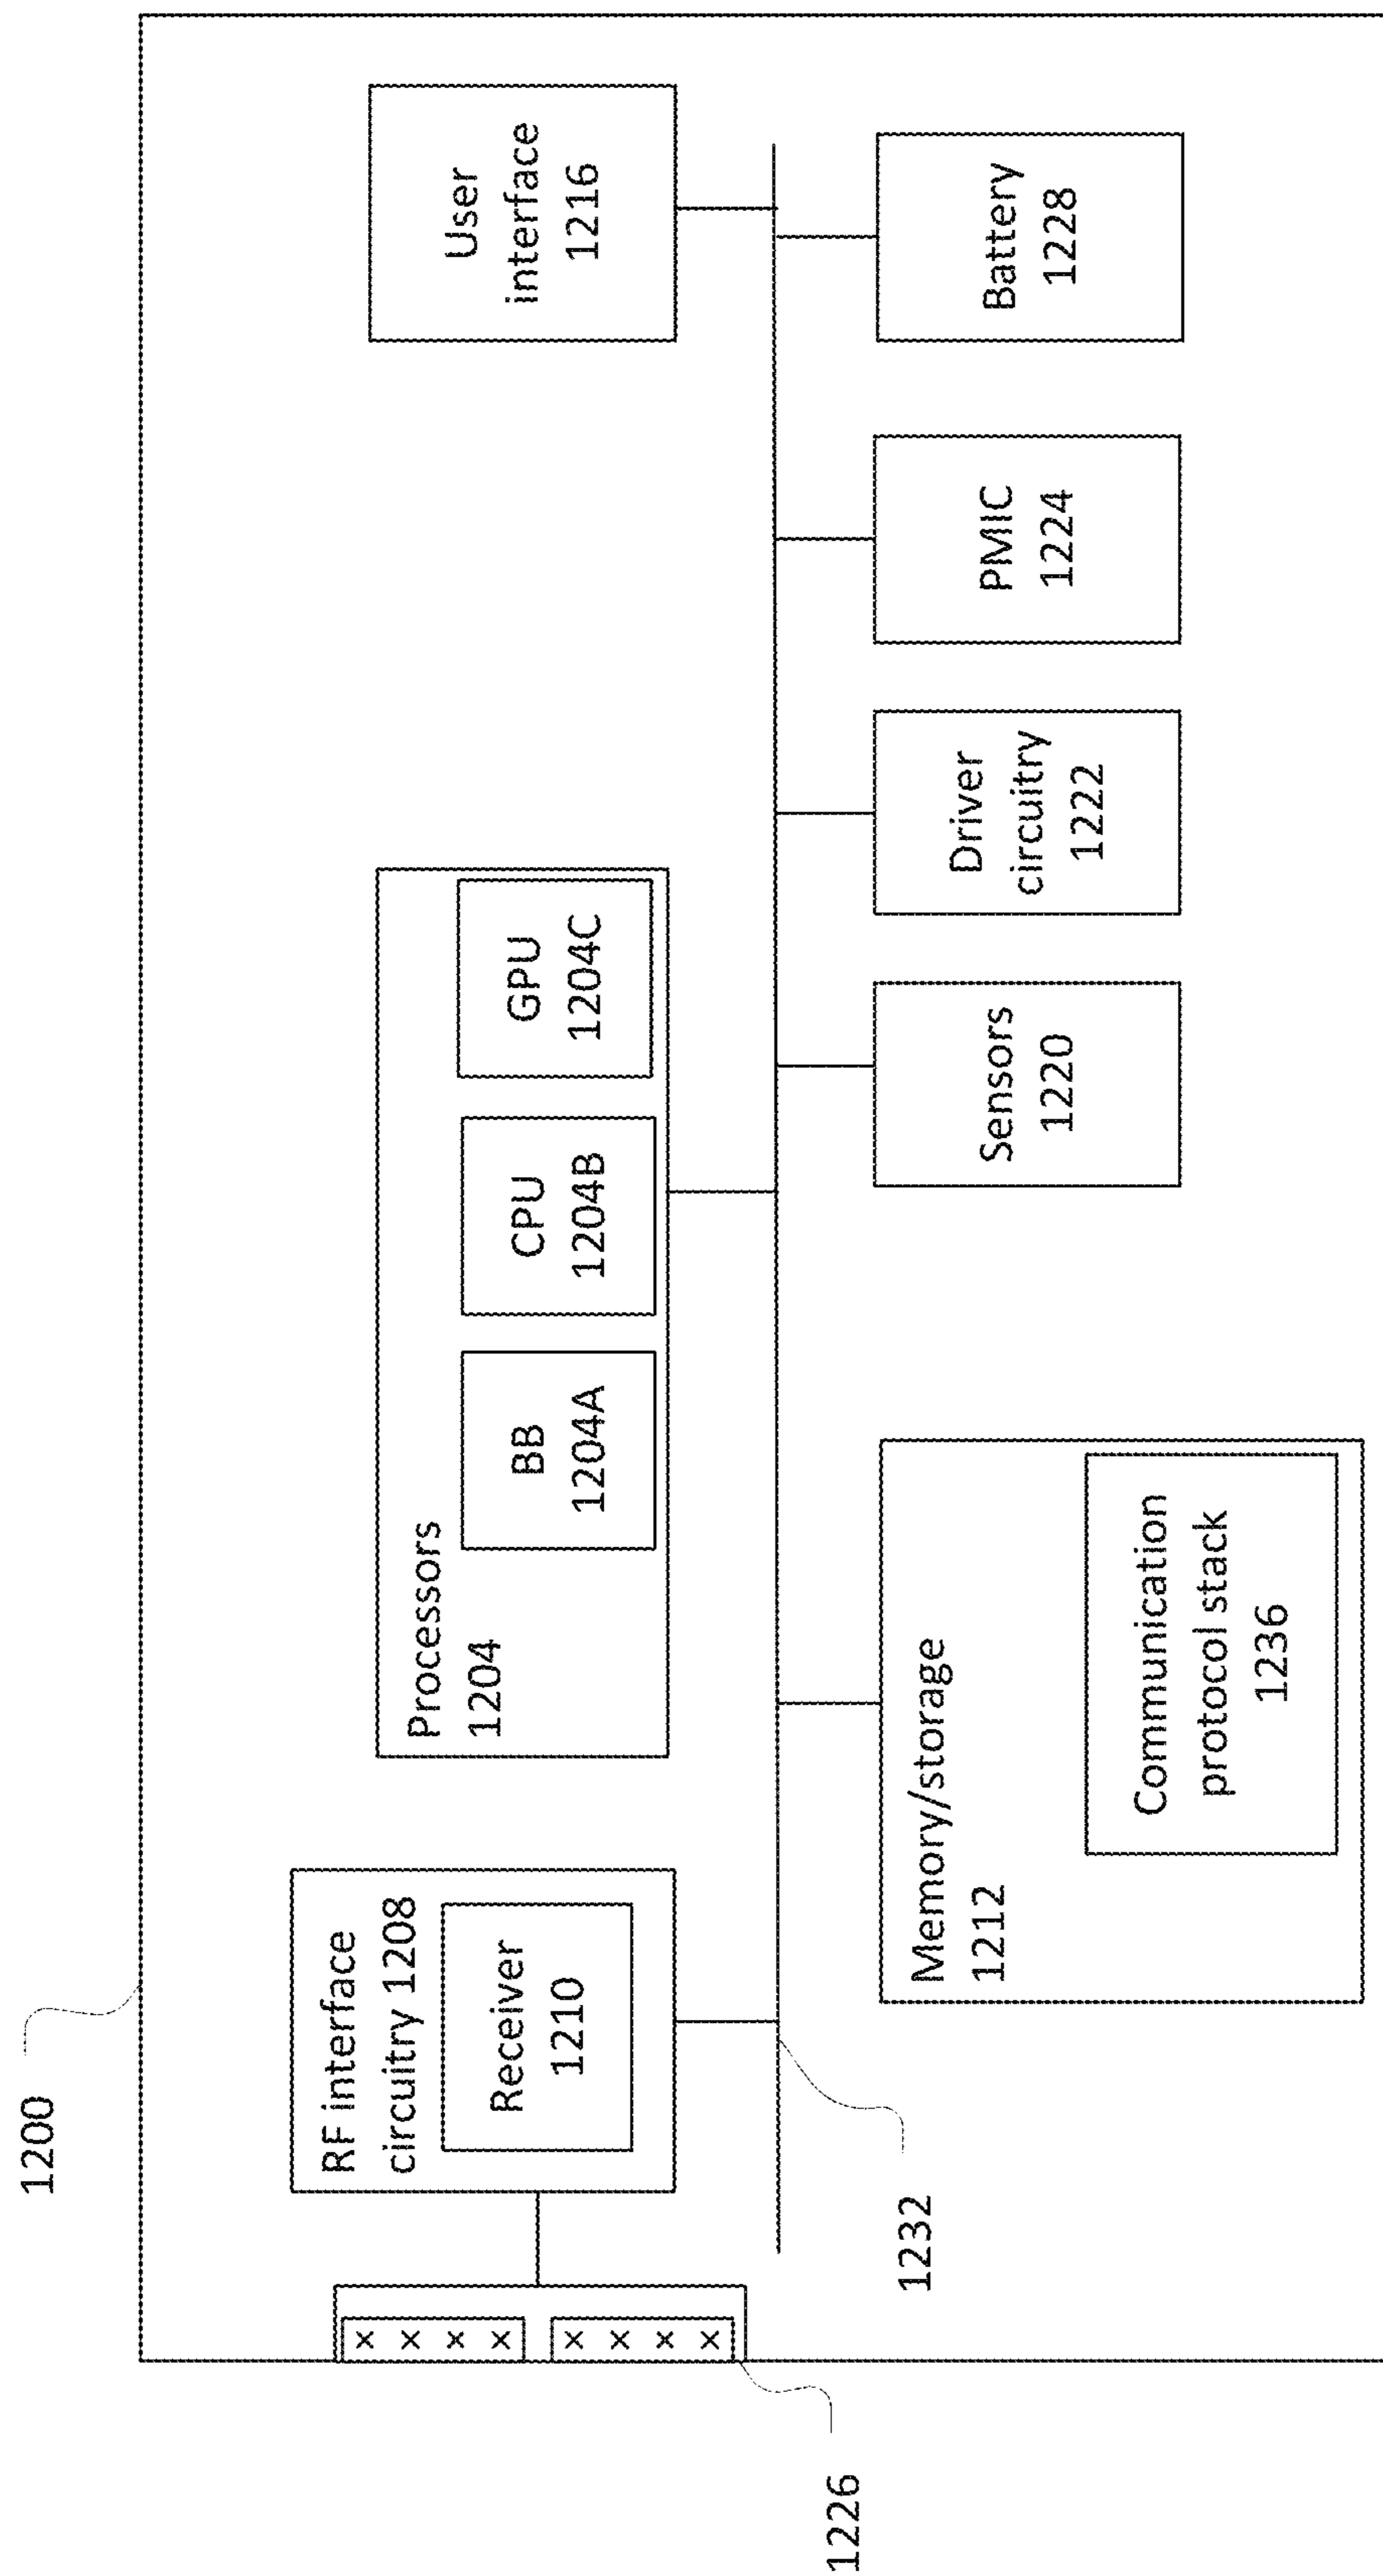 1200
RF interface
circuitry 1208
Receiver
1210
Processors
1204
BB
1204A
CPU
1204B
GPU
1204C
User
interface
1216
x
x
x
x
x
x
x
x
1226
1232
Memory/storage
1212
Communication
protocol stack
1236
Sensors
1220
Driver
circuitry
1222
PMIC
1224
Battery
1228